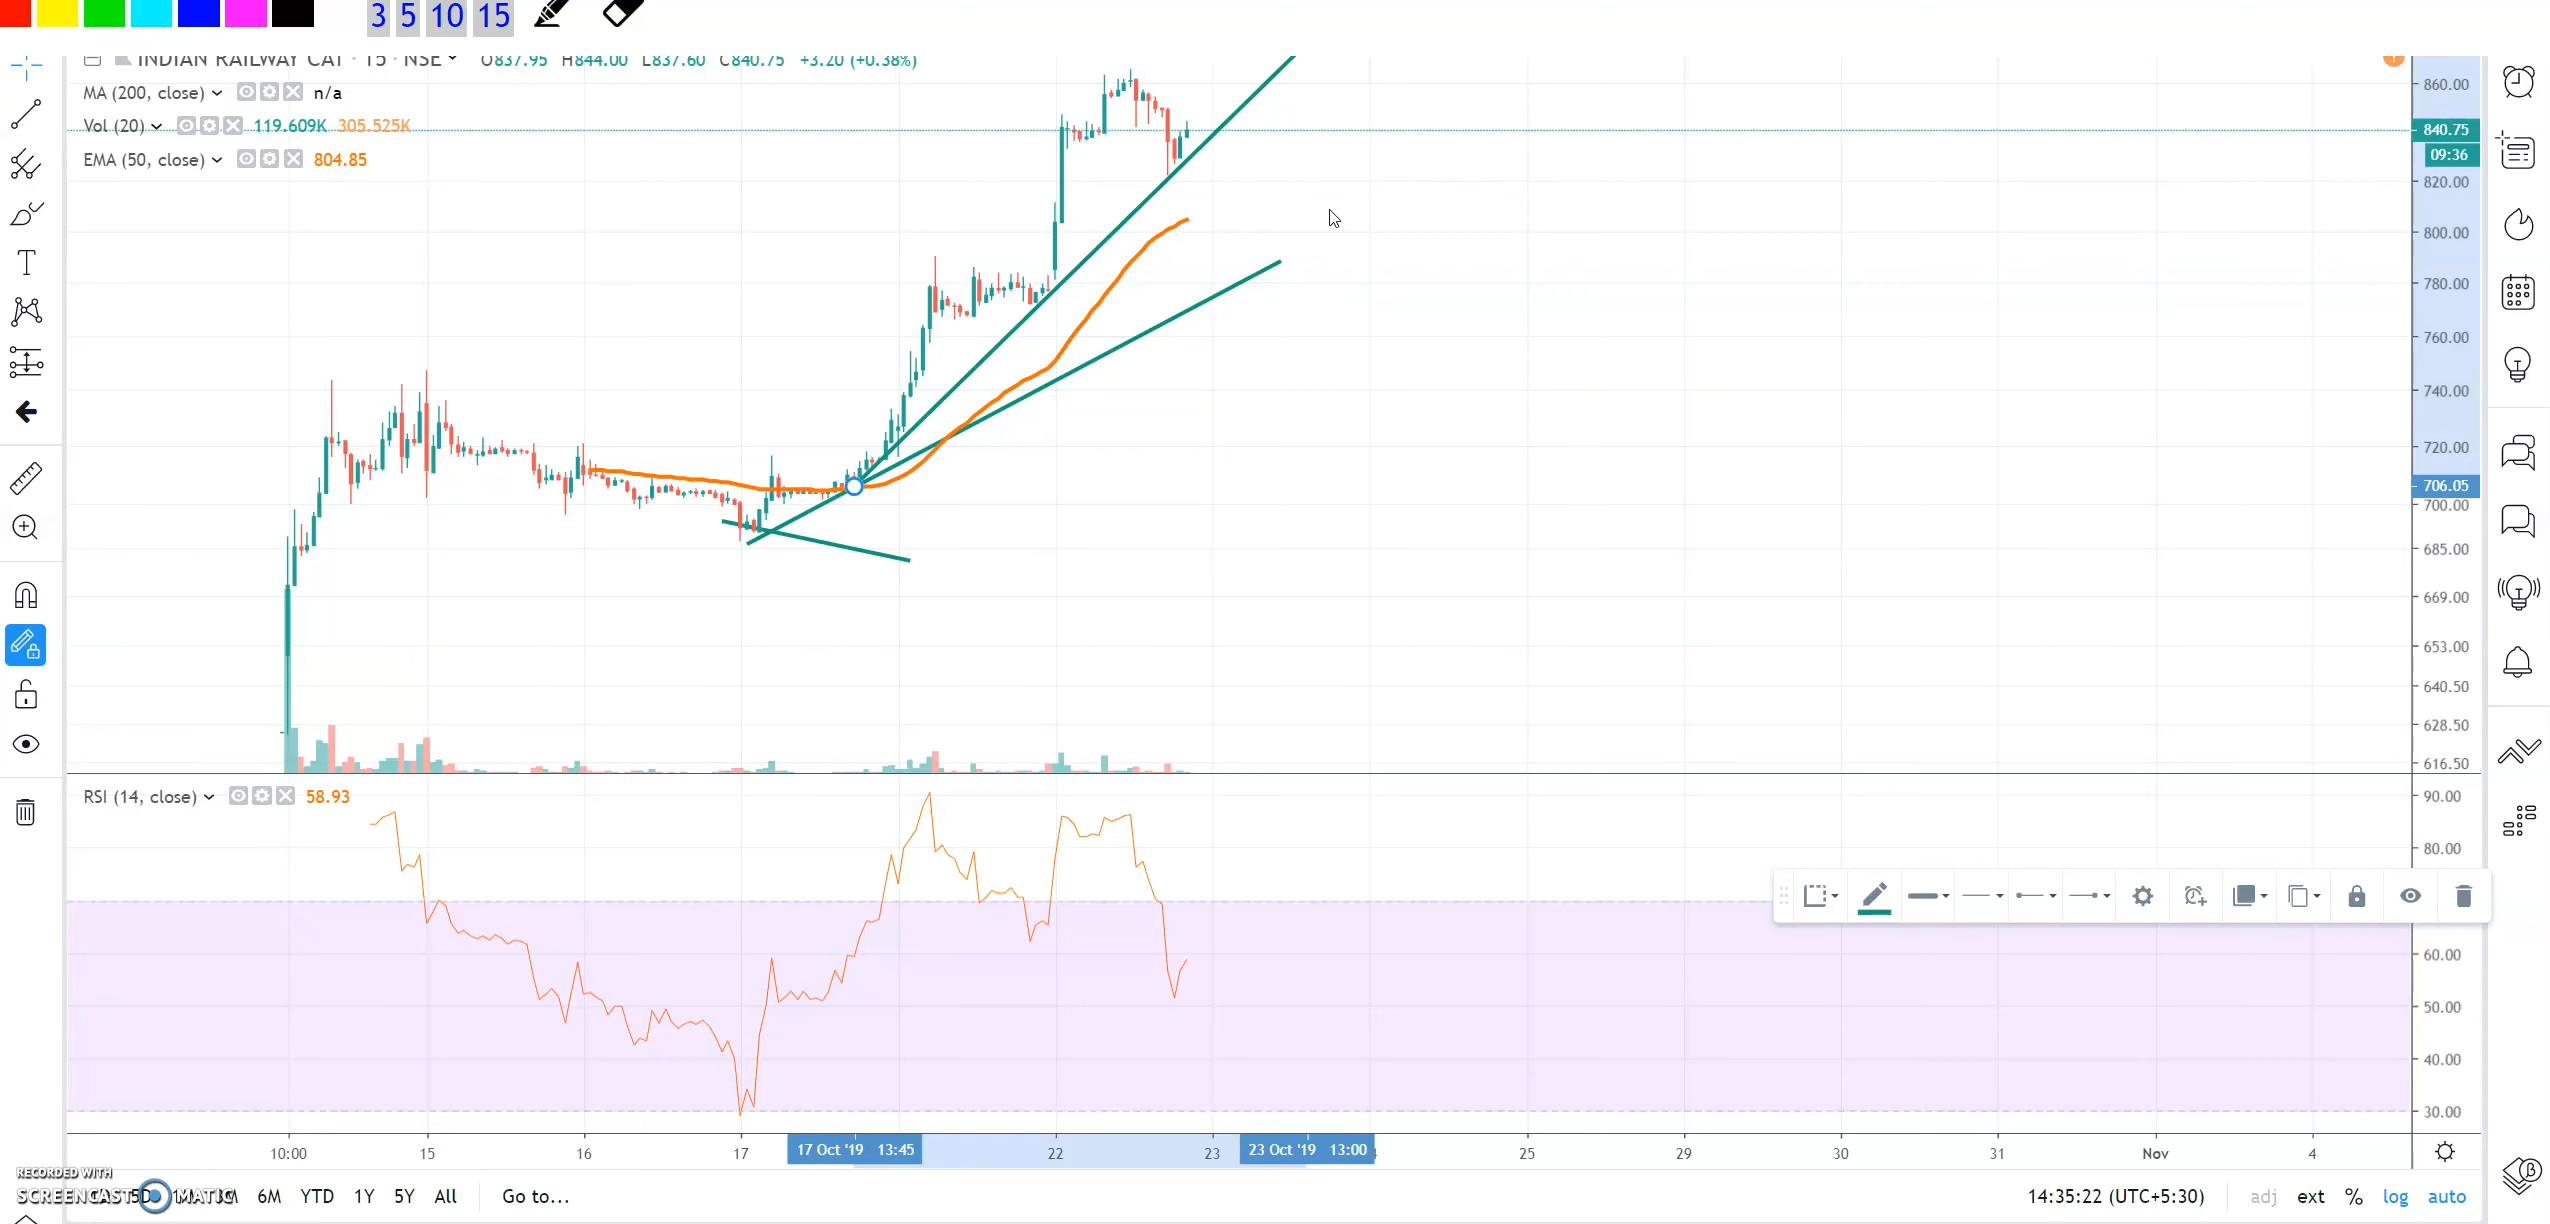 3 5 10 15
INDIAN RAILWAY CAT · 15 · NSE O837.95 H844.00 L837.60 C840.75 +3.20 (+0.38%)
MA (200, close) n/a
Vol (20) 119.609K 305.525K
EMA (50, close) 804.85
860.00
840.75
09:36
820.00
800.00
780.00
760.00
740.00
720.00
706.05
700.00
685.00
669.00
653.00
640.50
628.50
616.50
RSI (14, close) 58.93
90.00
80.00
60.00
50.00
40.00
30.00
10:00 15 16 17 17 Oct '19 13:45 22 23 23 Oct '19 13:00 25 29 30 31 Nov 4
RECORDED WITH
SCREENCAST MATIC
5D 6M YTD 1Y 5Y All Go to... 14:35:22 (UTC+5:30) adj ext % log auto